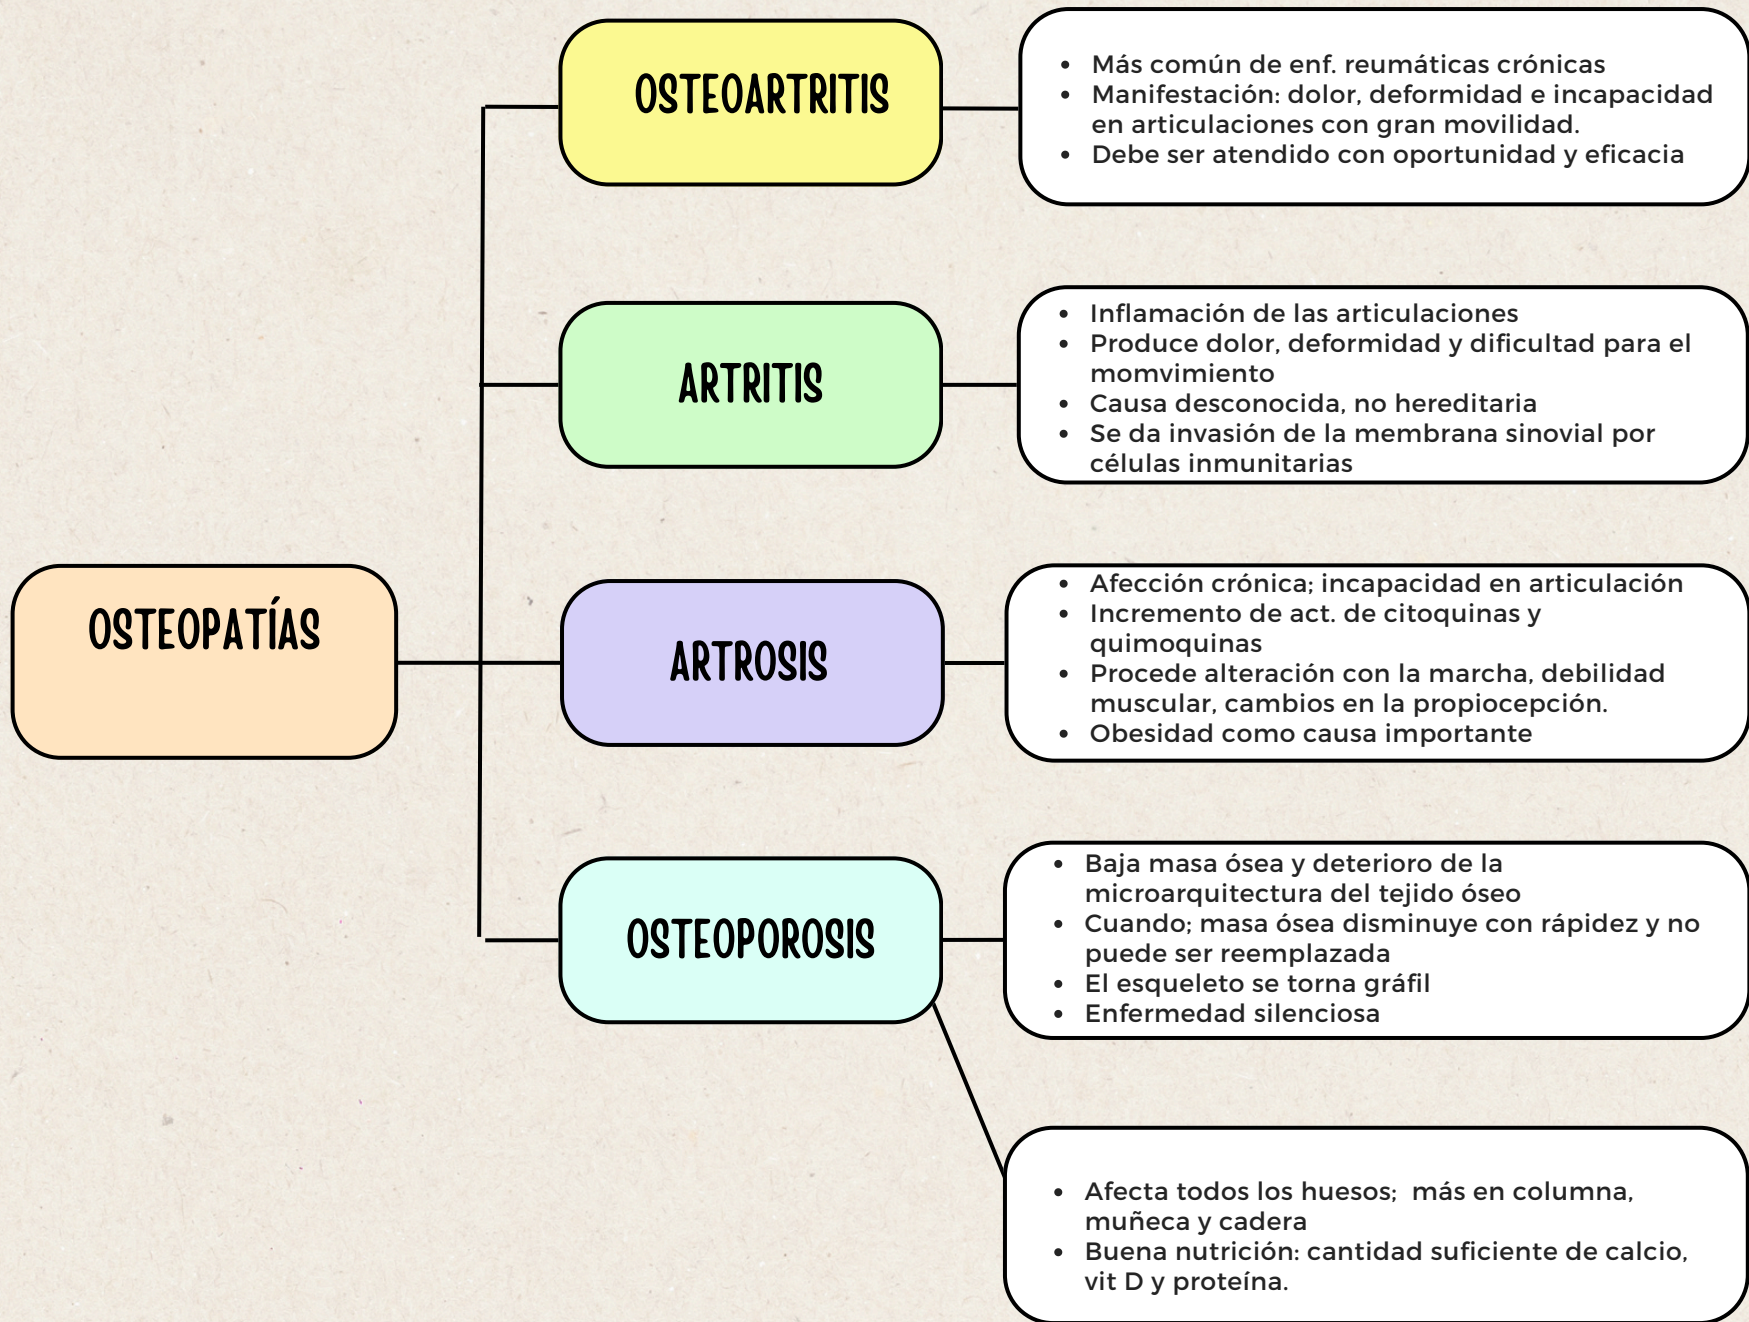 OSTEOARTRITIS
• Más común de enf. reumáticas crónicas
• Manifestación: dolor, deformidad e incapacidad
en articulaciones con gran movilidad.
• Debe ser atendido con oportunidad y eficacia
ARTRITIS
• Inflamación de las articulaciones
• Produce dolor, deformidad y dificultad para el
momvimiento
• Causa desconocida, no hereditaria
• Se da invasión de la membrana sinovial por
células inmunitarias
OSTEOPATÍAS
ARTROSIS
• Afección crónica; incapacidad en articulación
• Incremento de act. de citoquinas y
quimoquinas
• Procede alteración con la marcha, debilidad
muscular, cambios en la propiocepción.
• Obesidad como causa importante
OSTEOPOROSIS
• Baja masa ósea y deterioro de la
microarquitectura del tejido óseo
• Cuando; masa ósea disminuye con rápidez y no
puede ser reemplazada
• El esqueleto se torna gráfil
• Enfermedad silenciosa
• Afecta todos los huesos; más en columna,
muñeca y cadera
• Buena nutrición: cantidad suficiente de calcio,
vit D y proteína.